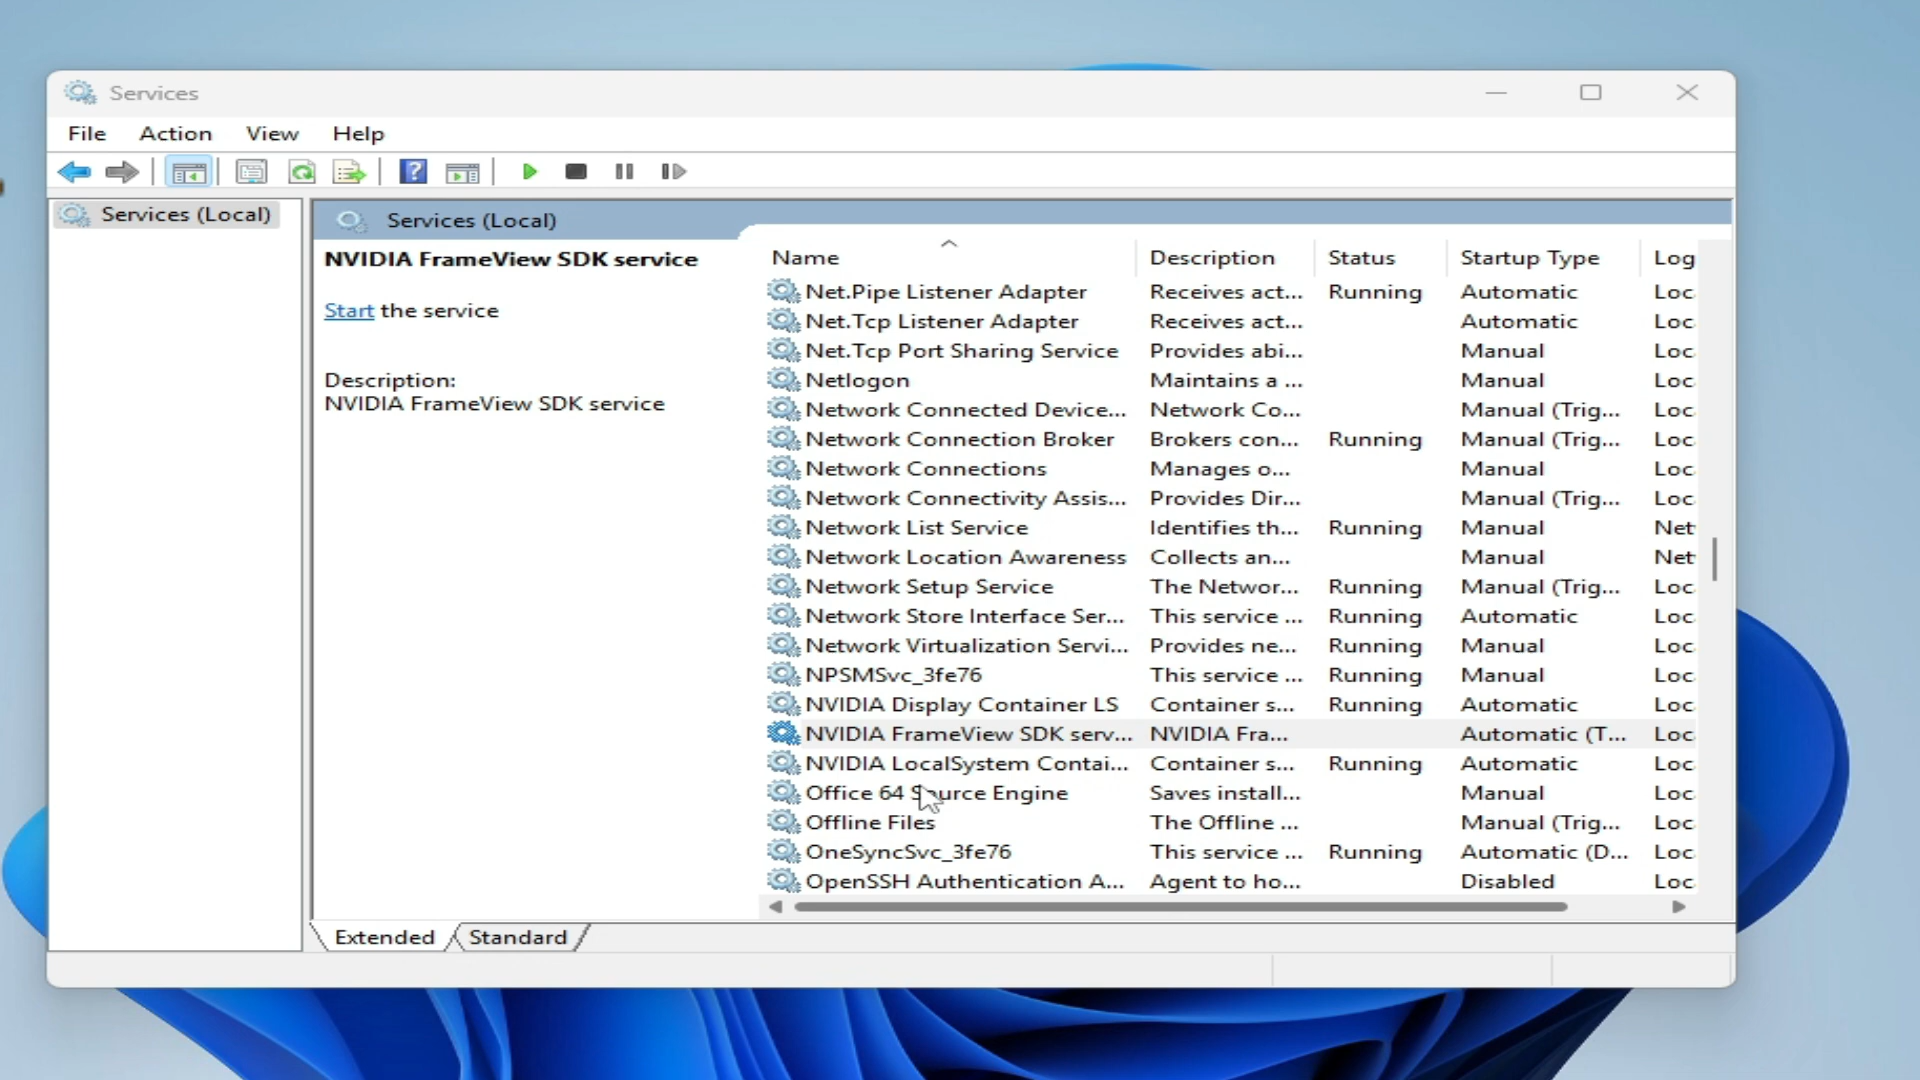 Services
File Action View Help
Services (Local)
Services (Local)
NVIDIA FrameView SDK service
Start the service
Description:
NVIDIA FrameView SDK service
Name Description Status Startup Type Log
Net.Pipe Listener Adapter Receives act... Running Automatic Loc
Net.Tcp Listener Adapter Receives act... Automatic Loc
Net.Tcp Port Sharing Service Provides abi... Manual Loc
Netlogon Maintains a ... Manual Loc
Network Connected Device... Network Co... Manual (Trig... Loc
Network Connection Broker Brokers con... Running Manual (Trig... Loc
Network Connections Manages o... Manual Loc
Network Connectivity Assis... Provides Dir... Manual (Trig... Loc
Network List Service Identifies th... Running Manual Net
Network Location Awareness Collects an... Manual Net
Network Setup Service The Networ... Running Manual (Trig... Loc
Network Store Interface Ser... This service ... Running Automatic Loc
Network Virtualization Servi... Provides ne... Running Manual Loc
NPSMSvc_3fe76 This service ... Running Manual Loc
NVIDIA Display Container LS Container s... Running Automatic Loc
NVIDIA FrameView SDK serv... NVIDIA Fra... Automatic (T... Loc
NVIDIA LocalSystem Contai... Container s... Running Automatic Loc
Office 64 Source Engine Saves install... Manual Loc
Offline Files The Offline ... Manual (Trig... Loc
OneSyncSvc_3fe76 This service ... Running Automatic (D... Loc
OpenSSH Authentication A... Agent to ho... Disabled Loc
Extended Standard